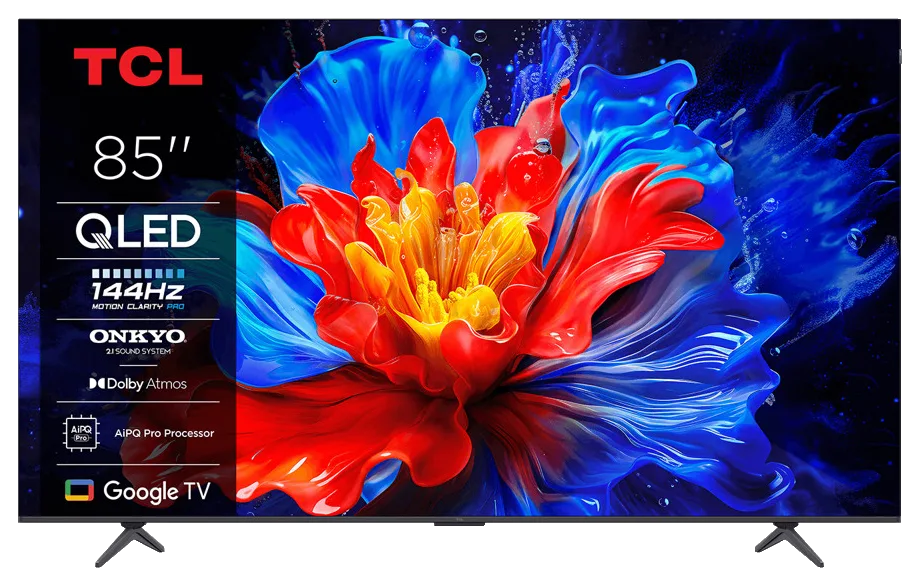 TCL
85''
QLED
144Hz
MOTION CLARITY PRO
ONKYO
2.1 SOUND SYSTEM
Dolby Atmos
AiPQ
Pro
AiPQ Pro Processor
Google TV
TCL